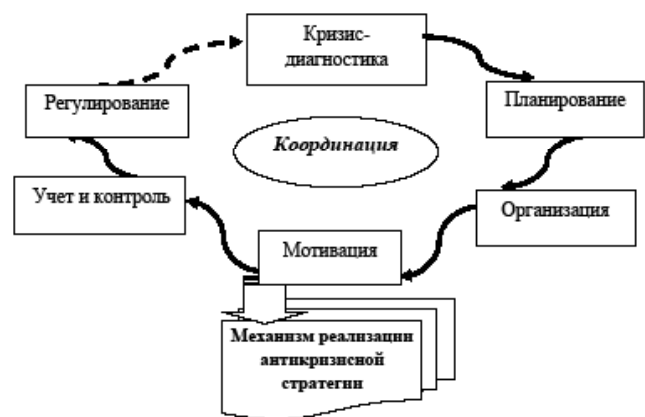 Кризис-
диагностика
Регулирование
Планирование
Координация
Учет и контроль
Организация
Мотивация
Механизм реализации
антикризисной
стратегии